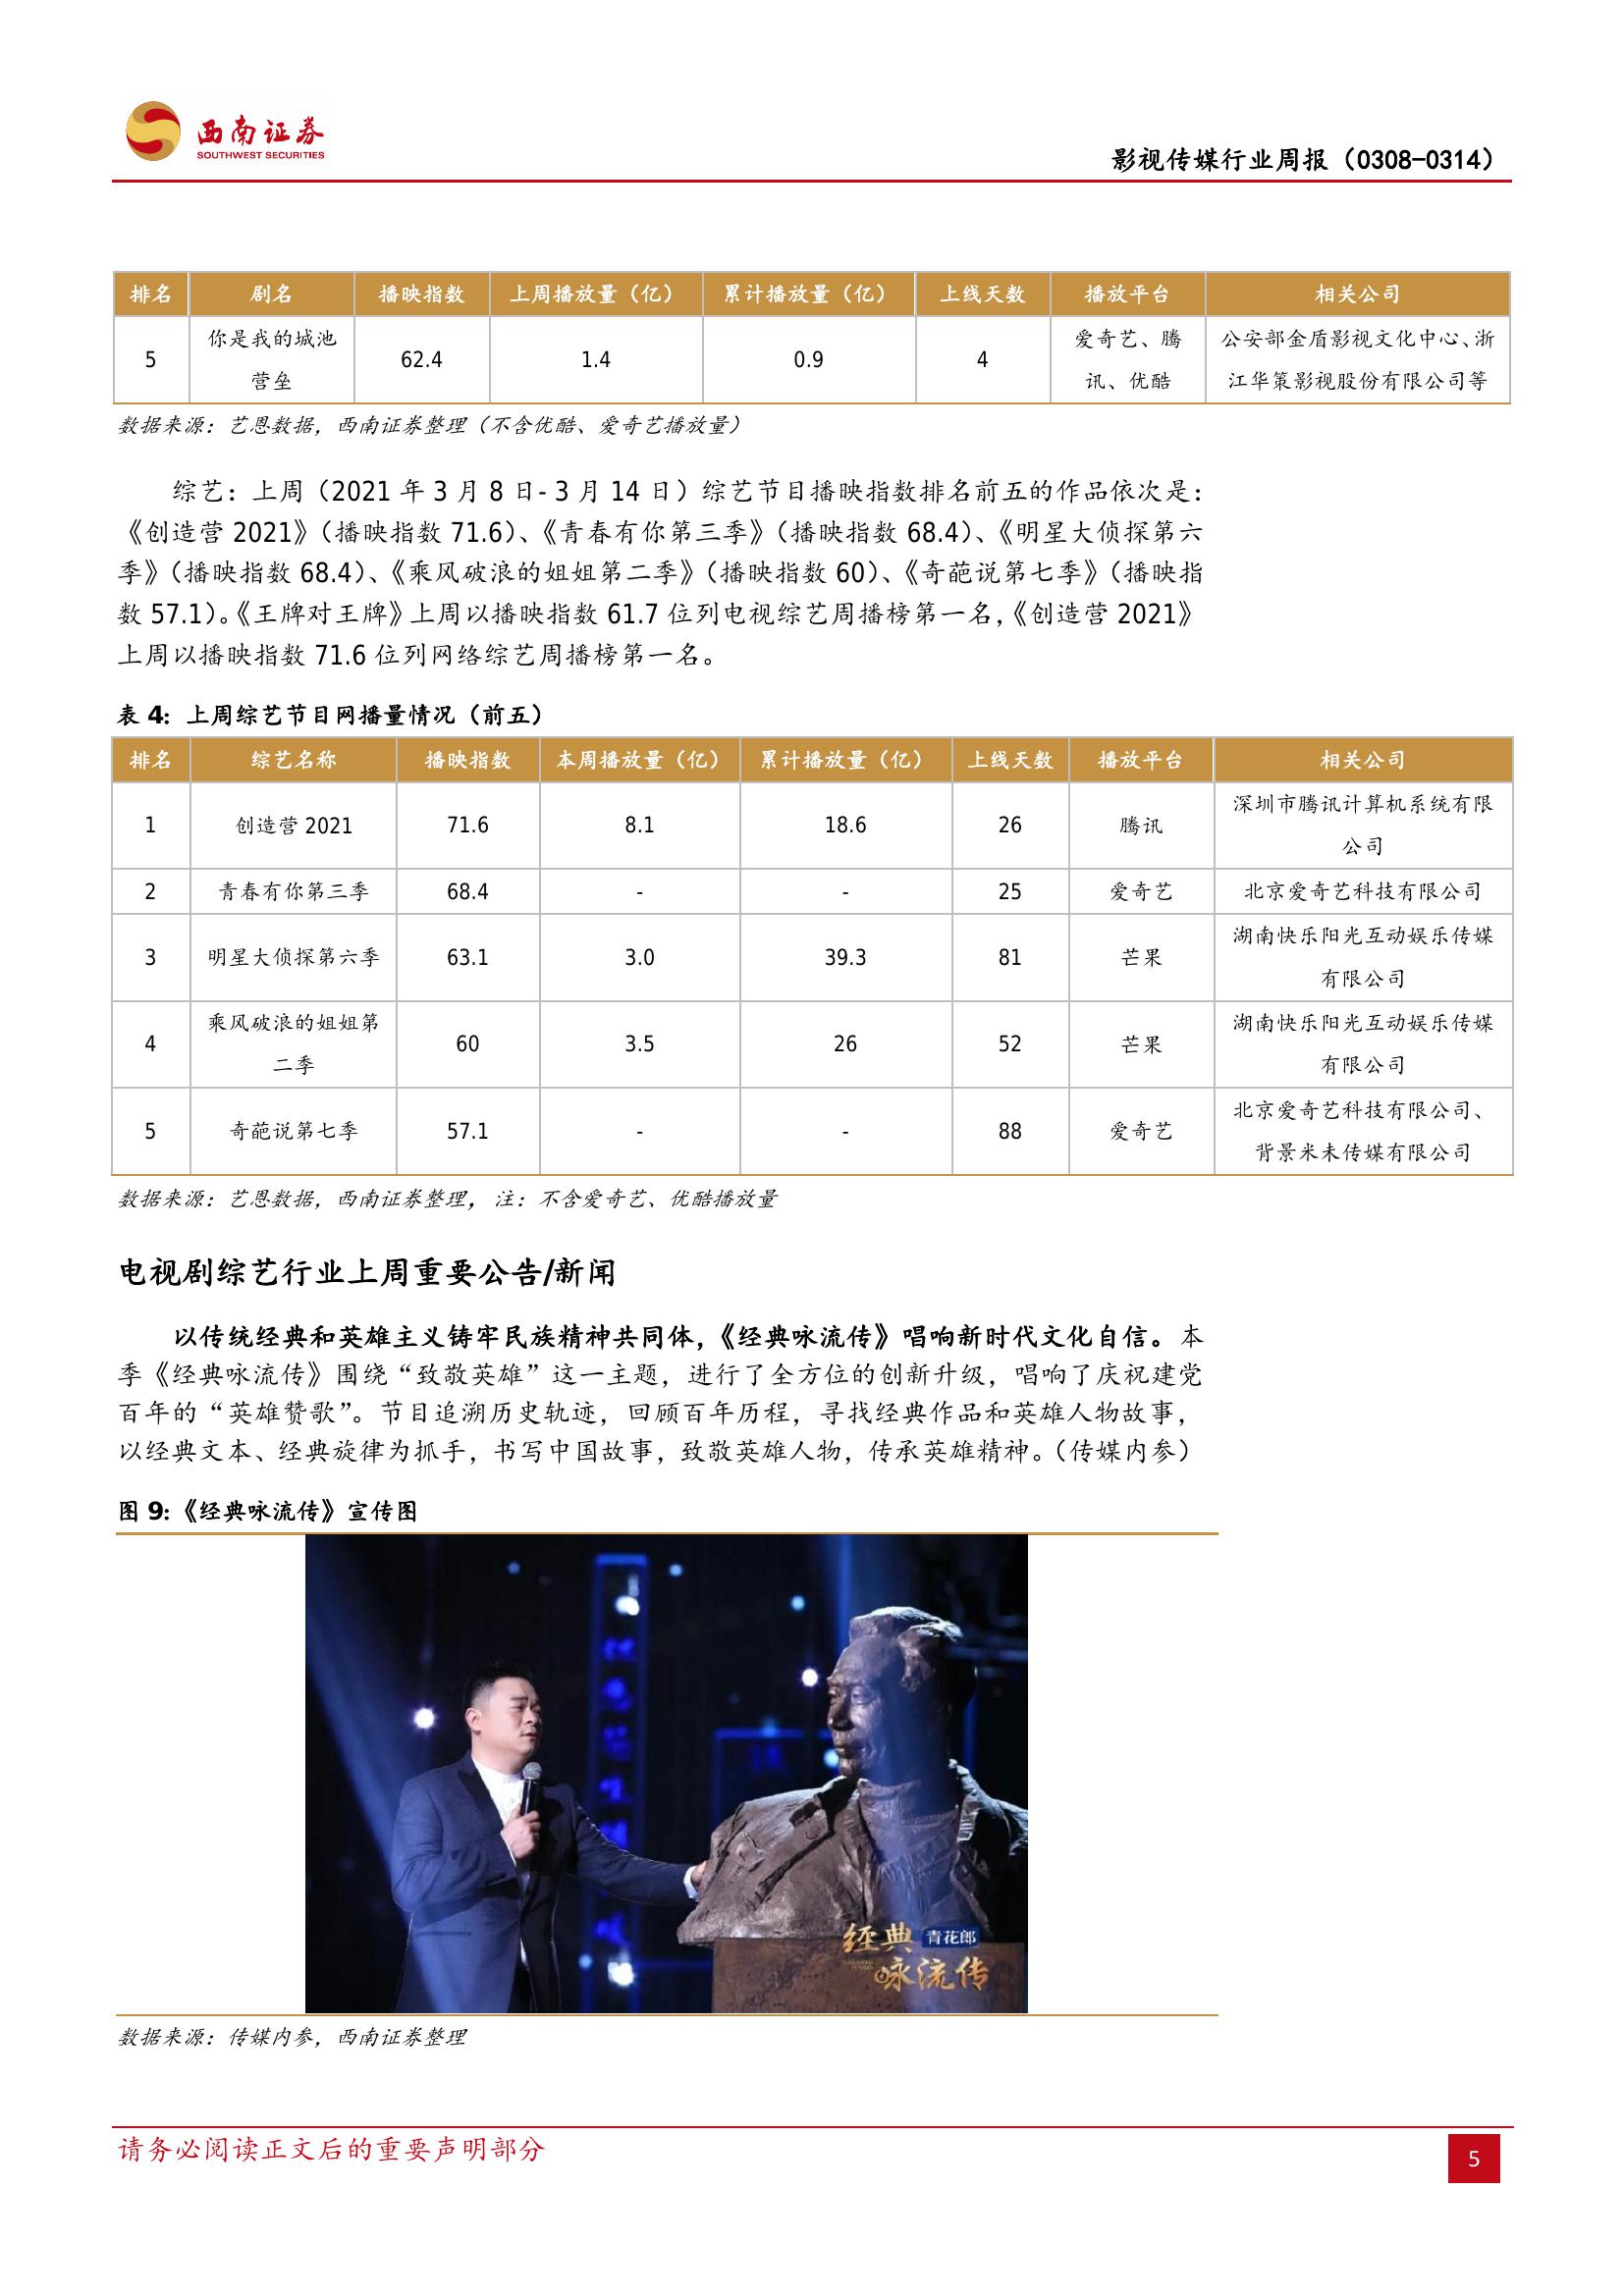 西南证券
SOUTHWEST SECURITIES
影视传媒行业周报（0308-0314）
排名 剧名 播映指数 上周播放量（亿） 累计播放量（亿） 上线天数 播放平台 相关公司
5 你是我的城池营垒 62.4 1.4 0.9 4 爱奇艺、腾讯、优酷 公安部金盾影视文化中心、浙江华策影视股份有限公司等
数据来源：艺恩数据，西南证券整理（不含优酷、爱奇艺播放量）
综艺：上周（2021 年 3 月 8 日- 3 月 14 日）综艺节目播映指数排名前五的作品依次是：
《创造营 2021》（播映指数 71.6）、《青春有你第三季》（播映指数 68.4）、《明星大侦探第六
季》（播映指数 68.4）、《乘风破浪的姐姐第二季》（播映指数 60）、《奇葩说第七季》（播映指
数 57.1）。《王牌对王牌》上周以播映指数 61.7 位列电视综艺周播榜第一名，《创造营 2021》
上周以播映指数 71.6 位列网络综艺周播榜第一名。
表 4：上周综艺节目网播量情况（前五）
排名 综艺名称 播映指数 本周播放量（亿） 累计播放量（亿） 上线天数 播放平台 相关公司
1 创造营 2021 71.6 8.1 18.6 26 腾讯 深圳市腾讯计算机系统有限公司
2 青春有你第三季 68.4 - - 25 爱奇艺 北京爱奇艺科技有限公司
3 明星大侦探第六季 63.1 3.0 39.3 81 芒果 湖南快乐阳光互动娱乐传媒有限公司
4 乘风破浪的姐姐第二季 60 3.5 26 52 芒果 湖南快乐阳光互动娱乐传媒有限公司
5 奇葩说第七季 57.1 - - 88 爱奇艺 北京爱奇艺科技有限公司、背景米未传媒有限公司
数据来源：艺恩数据，西南证券整理， 注：不含爱奇艺、优酷播放量
电视剧综艺行业上周重要公告/新闻
以传统经典和英雄主义铸牢民族精神共同体，《经典咏流传》唱响新时代文化自信。本
季《经典咏流传》围绕“致敬英雄”这一主题，进行了全方位的创新升级，唱响了庆祝建党
百年的“英雄赞歌”。节目追溯历史轨迹，回顾百年历程，寻找经典作品和英雄人物故事，
以经典文本、经典旋律为抓手，书写中国故事，致敬英雄人物，传承英雄精神。（传媒内参）
图 9：《经典咏流传》宣传图
经典 青花郎
咏流传
数据来源：传媒内参，西南证券整理
请务必阅读正文后的重要声明部分
5